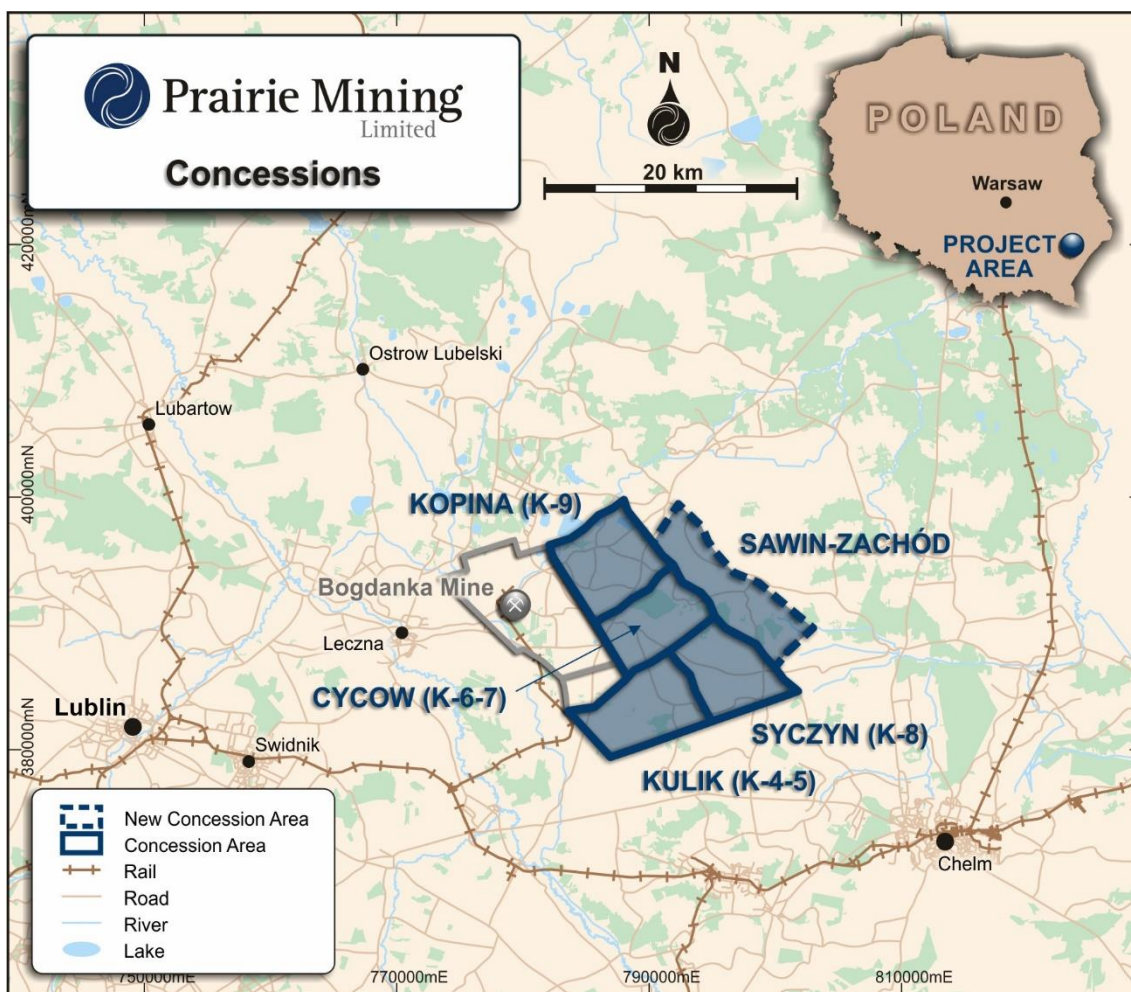 Prairie Mining
Limited
Concessions
N
20 km
POLAND
Warsaw
PROJECT
AREA
420000mN
400000mN
380000mN
Ostrow Lubelski
Lubartow
KOPINA (K-9)
SAWIN-ZACHÓD
Bogdanka Mine
Leczna
CYCOW (K-6-7)
Lublin
Swidnik
SYCZYN (K-8)
KULIK (K-4-5)
Chelm
New Concession Area
Concession Area
Rail
Road
River
Lake
750000mE
770000mE
790000mE
810000mE